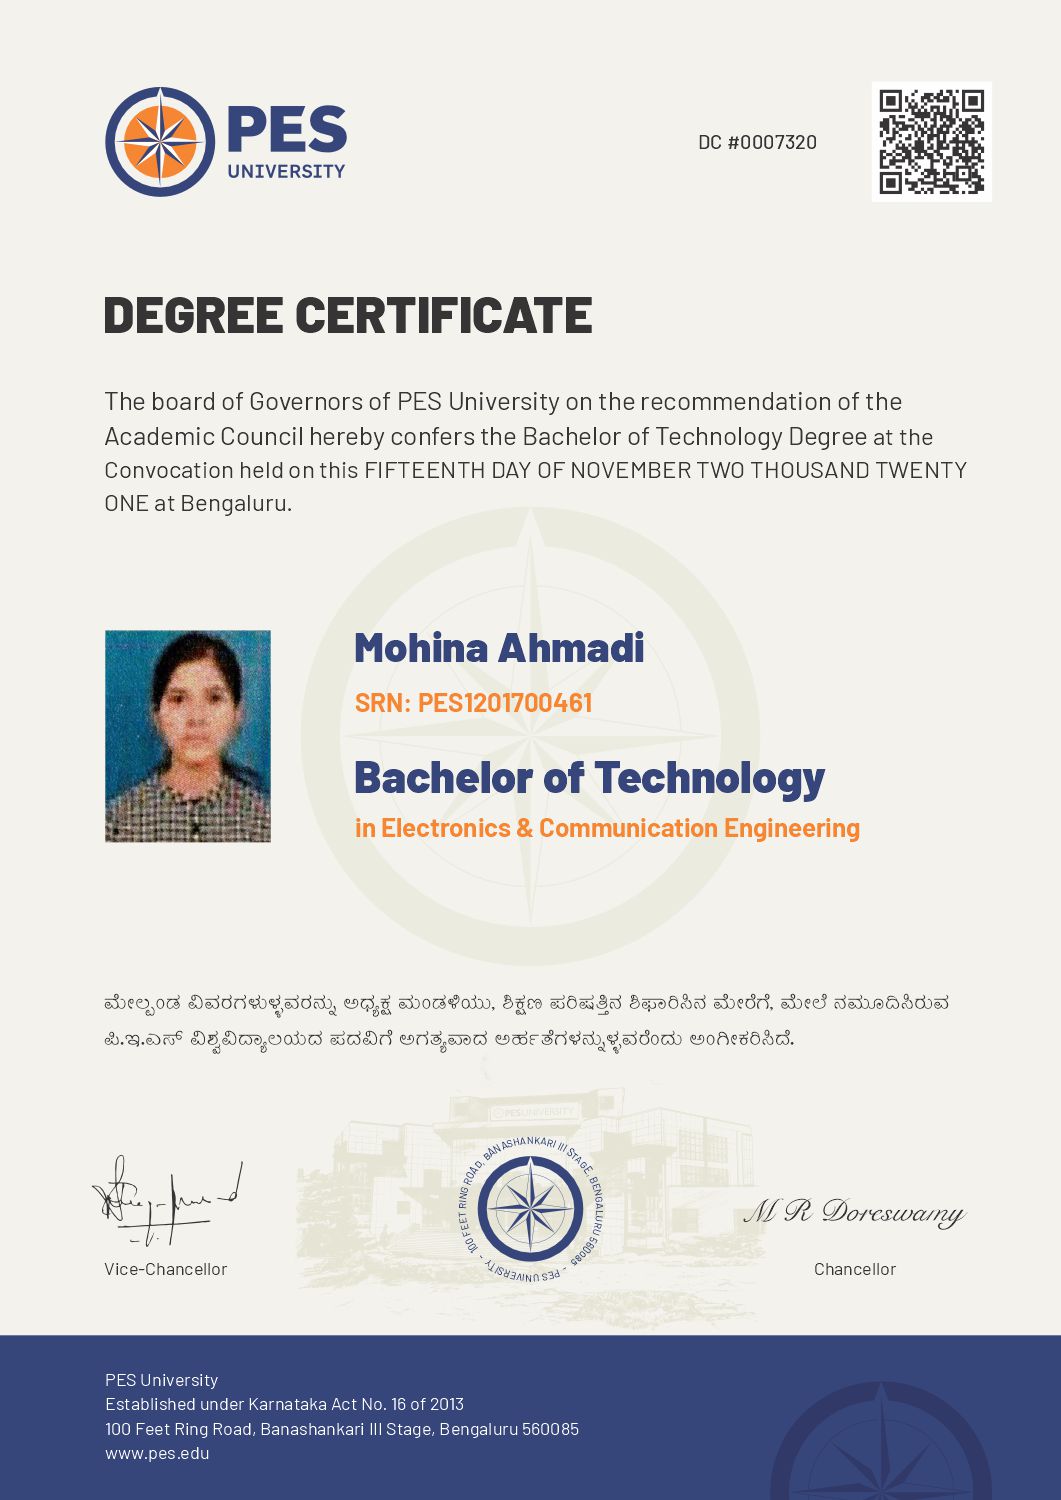 PES
UNIVERSITY
DC #0007320
DEGREE CERTIFICATE
The board of Governors of PES University on the recommendation of the
Academic Council hereby confers the Bachelor of Technology Degree at the
Convocation held on this FIFTEENTH DAY OF NOVEMBER TWO THOUSAND TWENTY
ONE at Bengaluru.
Mohina Ahmadi
SRN: PES1201700461
Bachelor of Technology
in Electronics & Communication Engineering
ಮೇಲ್ಕಂಡ ವಿವರಗಳುಳ್ಳವರನ್ನು ಅಧ್ಯಕ್ಷ ಮಂಡಳಿಯು, ಶಿಕ್ಷಣ ಪರಿಷತ್ತಿನ ಶಿಫಾರಿಸಿನ ಮೇರೆಗೆ, ಮೇಲೆ ನಮೂದಿಸಿರುವ
ಪಿ.ಇ.ಎಸ್ ವಿಶ್ವವಿದ್ಯಾಲಯದ ಪದವಿಗೆ ಅಗತ್ಯವಾದ ಅರ್ಹತೆಗಳನ್ನುಳ್ಳವರೆಂದು ಅಂಗೀಕರಿಸಿದೆ.
PES UNIVERSITY
- PES UNIVERSITY - 100 FEET RING ROAD, BANASHANKARI III STAGE, BENGALURU 560085
M R Doreswamy
Vice-Chancellor
Chancellor
PES University
Established under Karnataka Act No. 16 of 2013
100 Feet Ring Road, Banashankari III Stage, Bengaluru 560085
www.pes.edu